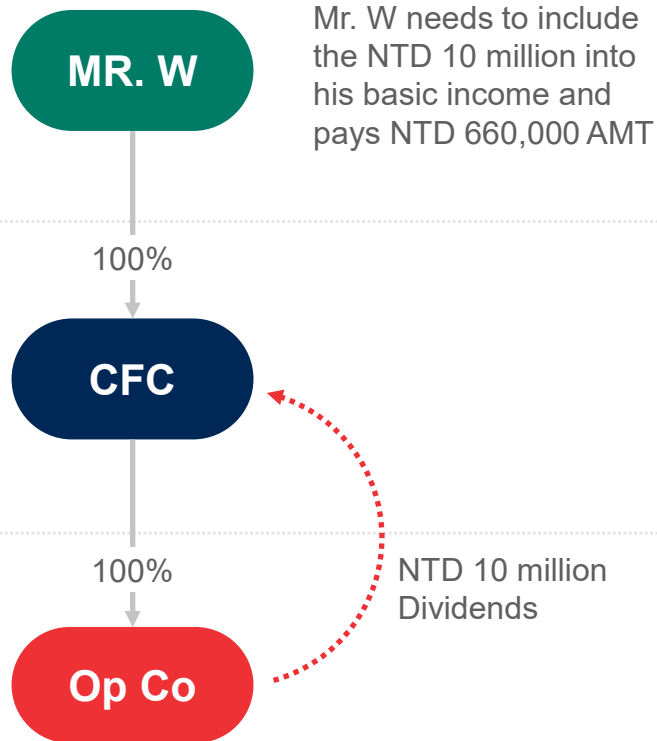 MR. W
Mr. W needs to include
the NTD 10 million into
his basic income and
pays NTD 660,000 AMT
100%
CFC
100%
NTD 10 million
Dividends
Op Co